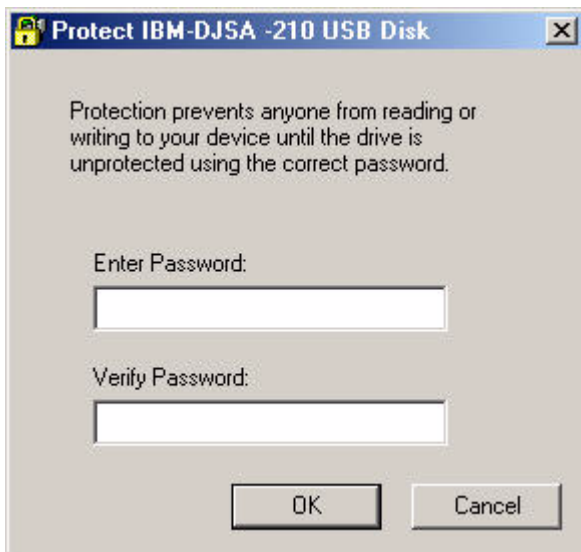 Protect IBM-DJSA -210 USB Disk
Protection prevents anyone from reading or
writing to your device until the drive is
unprotected using the correct password.
Enter Password:
Verify Password:
OK
Cancel